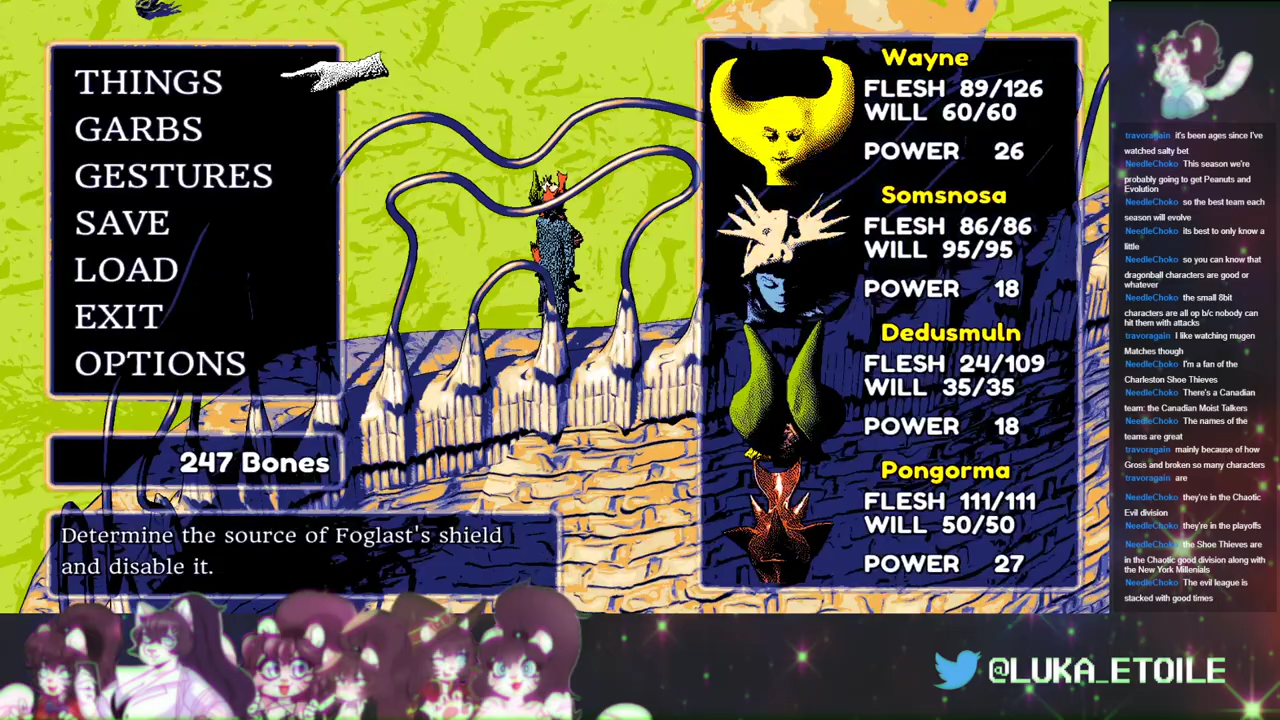 THINGS
GARBS
GESTURES
SAVE
LOAD
EXIT
OPTIONS
247 Bones
Determine the source of Foglast's shield
and disable it.
Wayne
FLESH 89/126
WILL 60/60
POWER 26
Somsnosa
FLESH 86/86
WILL 95/95
POWER 18
Dedusmuln
FLESH 24/109
WILL 35/35
POWER 18
Pongorma
FLESH 111/111
WILL 50/50
POWER 27
travoragain it's been ages since I've
watched salty bet
NeedleChoko This season we're
probably going to get Peanuts and
Evolution
NeedleChoko so the best team each
season will evolve
NeedleChoko its best to only know a
little
NeedleChoko so you can know that
dragonball characters are good or
whatever
NeedleChoko the small 8bit
characters are all op b/c nobody can
hit them with attacks
travoragain I like watching mugen
Matches though
NeedleChoko I'm a fan of the
Charleston Shoe Thieves
NeedleChoko There's a Canadian
team: the Canadian Moist Talkers
NeedleChoko The names of the
teams are great
travoragain mainly because of how
Gross and broken so many characters
travoragain are
NeedleChoko they're in the Chaotic
Evil division
NeedleChoko they're in the playoffs
NeedleChoko the Shoe Thieves are
in the Chaotic good division along with
the New York Millenials
NeedleChoko The evil league is
stacked with good times
@LUKA_ETOILE